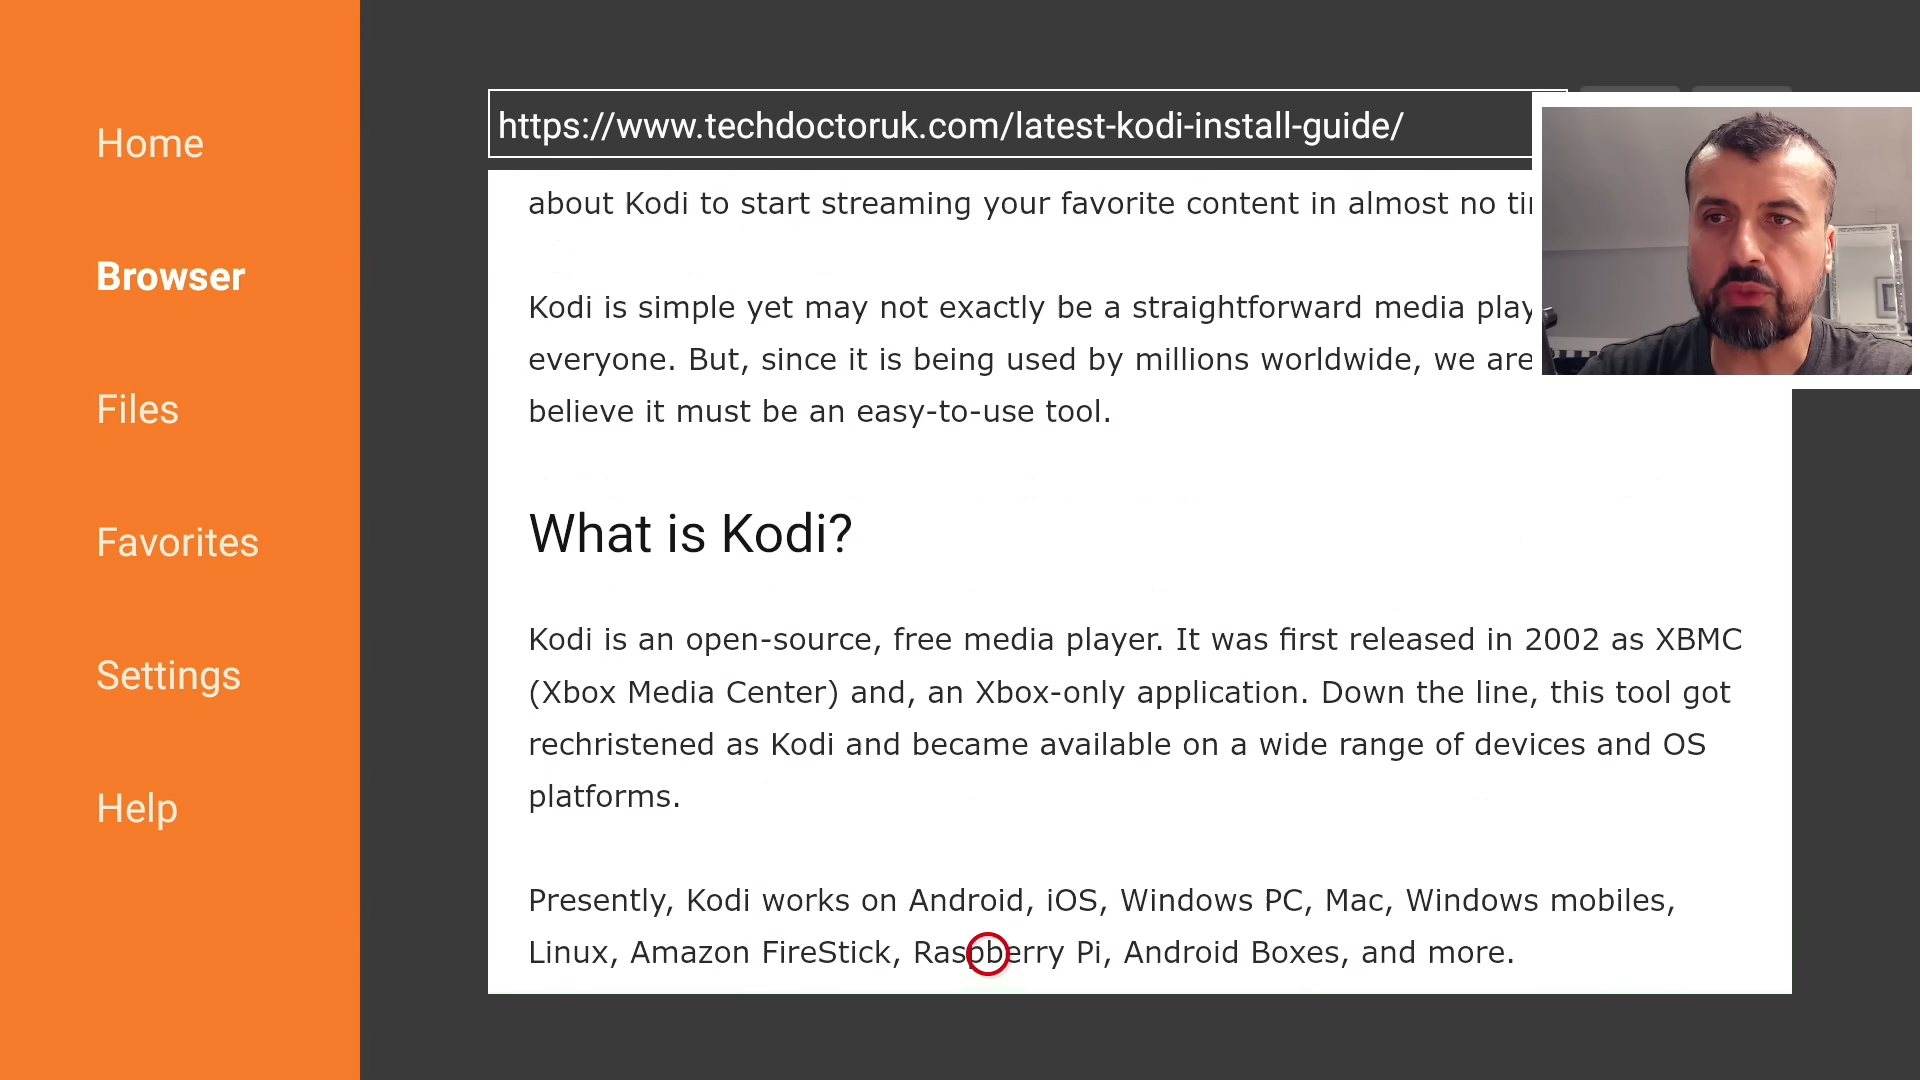 Home
Browser
Files
Favorites
Settings
Help
https://www.techdoctoruk.com/latest-kodi-install-guide/
about Kodi to start streaming your favorite content in almost no
Kodi is simple yet may not exactly be a straightforward media
everyone. But, since it is being used by millions worldwide, we are
believe it must be an easy-to-use tool.
What is Kodi?
Kodi is an open-source, free media player. It was first released in 2002 as XBMC
(Xbox Media Center) and, an Xbox-only application. Down the line, this tool got
rechristened as Kodi and became available on a wide range of devices and OS
platforms.
Presently, Kodi works on Android, iOS, Windows PC, Mac, Windows mobiles,
Linux, Amazon FireStick, Raspberry Pi, Android Boxes, and more.